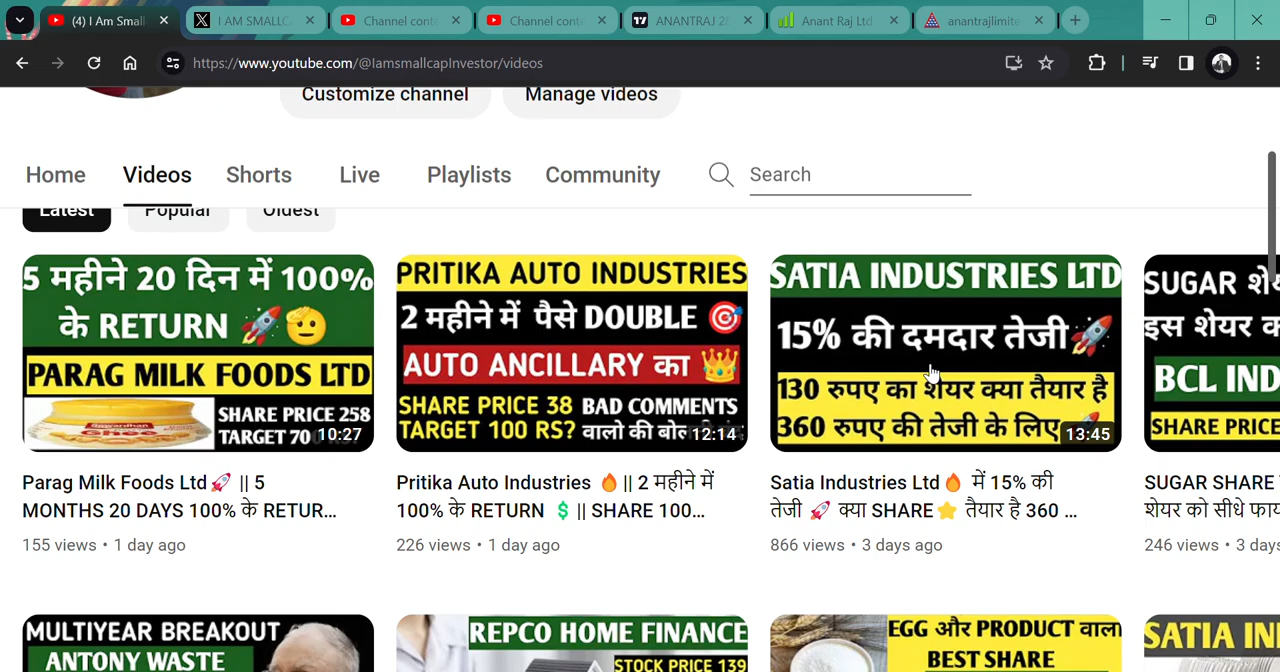 (4) I Am Small
I AM SMALLC
Channel conte
Channel conte
ANANTRAJ 28
Anant Raj Ltd
anantrajlimite
https://www.youtube.com/@IamsmallcapInvestor/videos
Customize channel
Manage videos
Home
Videos
Shorts
Live
Playlists
Community
Search
Latest
Popular
Oldest
5 महीने 20 दिन में 100%
के RETURN 🚀🫡
PARAG MILK FOODS LTD
Ghee
SHARE PRICE 258
TARGET 70
10:27
PRITIKA AUTO INDUSTRIES
2 महीने में पैसे DOUBLE 🎯
AUTO ANCILLARY का 👑
SHARE PRICE 38 BAD COMMENTS
TARGET 100 RS? वालो की बोल
12:14
SATIA INDUSTRIES LTD
15% की दमदार तेजी🚀
130 रुपए का शेयर क्या तैयार है
360 रुपए की तेजी के लिए
13:45
SUGAR
इस शेयर
BCL IND
SHARE PRICE
Parag Milk Foods Ltd🚀 || 5
MONTHS 20 DAYS 100% के RETUR...
155 views • 1 day ago
Pritika Auto Industries 🔥 || 2 महीने में
100% के RETURN 💲 || SHARE 100...
226 views • 1 day ago
Satia Industries Ltd🔥 में 15% की
तेजी 🚀 क्या SHARE⭐ तैयार है 360 ...
866 views • 3 days ago
SUGAR SHARE
शेयर को सीधे
246 views • 3 days
MULTIYEAR BREAKOUT
ANTONY WASTE
REPCO HOME FINANCE
STOCK PRICE 139
EGG और PRODUCT वाला
BEST SHARE
SATIA IN